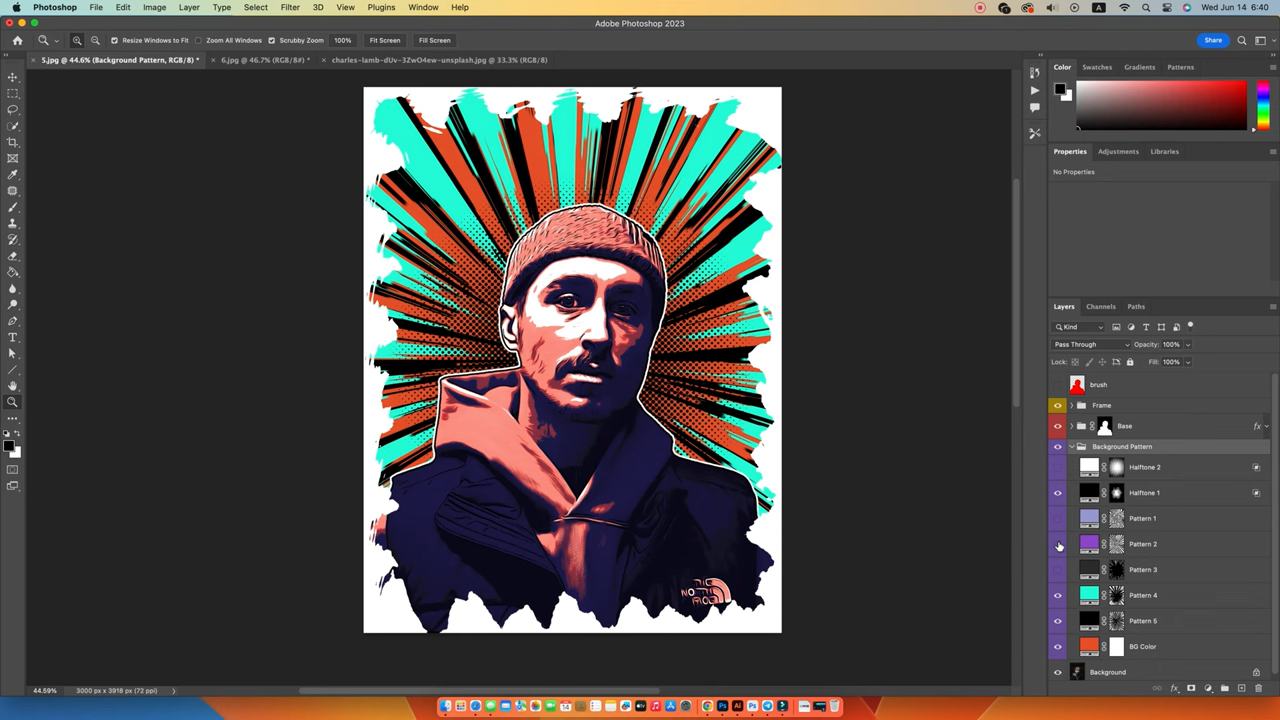 Photoshop File Edit Image Layer Type Select Filter 3D View Plugins Window Help A Wed Jun 14 6:40
Adobe Photoshop 2023
Resize Windows to Fit Zoom All Windows Scrubby Zoom 100% Fit Screen Fill Screen Share
5.jpg @ 44.6% (Background Pattern, RGB/8) * 6.jpg @ 46.7% (RGB/8#) * charles-lamb-dUv-3ZwO4ew-unsplash.jpg @ 33.3% (RGB/8)
Color Swatches Gradients Patterns
Properties Adjustments Libraries
No Properties
Layers Channels Paths
Kind
Pass Through Opacity: 100%
Lock: Fill: 100%
brush
Frame
Base fx
Background Pattern
Halftone 2
Halftone 1
Pattern 1
Pattern 2
Pattern 3
Pattern 4
Pattern 5
BG Color
Background
44.59% 3000 px x 3918 px (72 ppi)